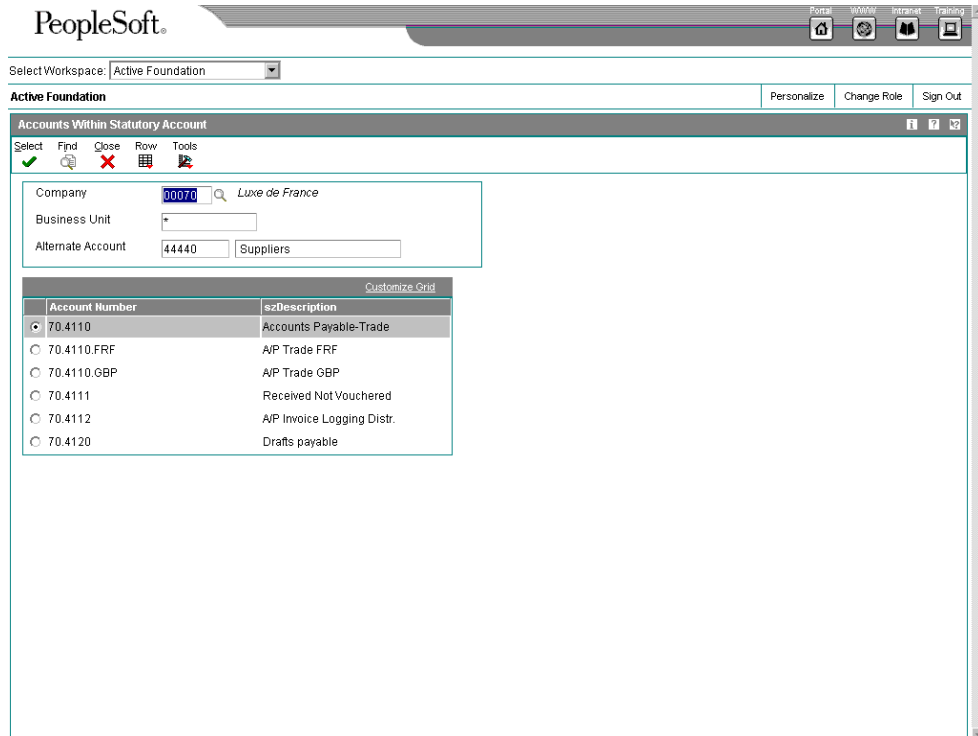 Portal WWW Intranet Training
PeopleSoft®
Select Workspace: Active Foundation
Active Foundation Personalize Change Role Sign Out
Accounts Within Statutory Account
Select Find Close Row Tools
Company 00070 Luxe de France
Business Unit *
Alternate Account 44440 Suppliers
Customize Grid
Account Number szDescription
70.4110 Accounts Payable-Trade
70.4110.FRF A/P Trade FRF
70.4110.GBP A/P Trade GBP
70.4111 Received Not Vouchered
70.4112 A/P Invoice Logging Distr.
70.4120 Drafts payable